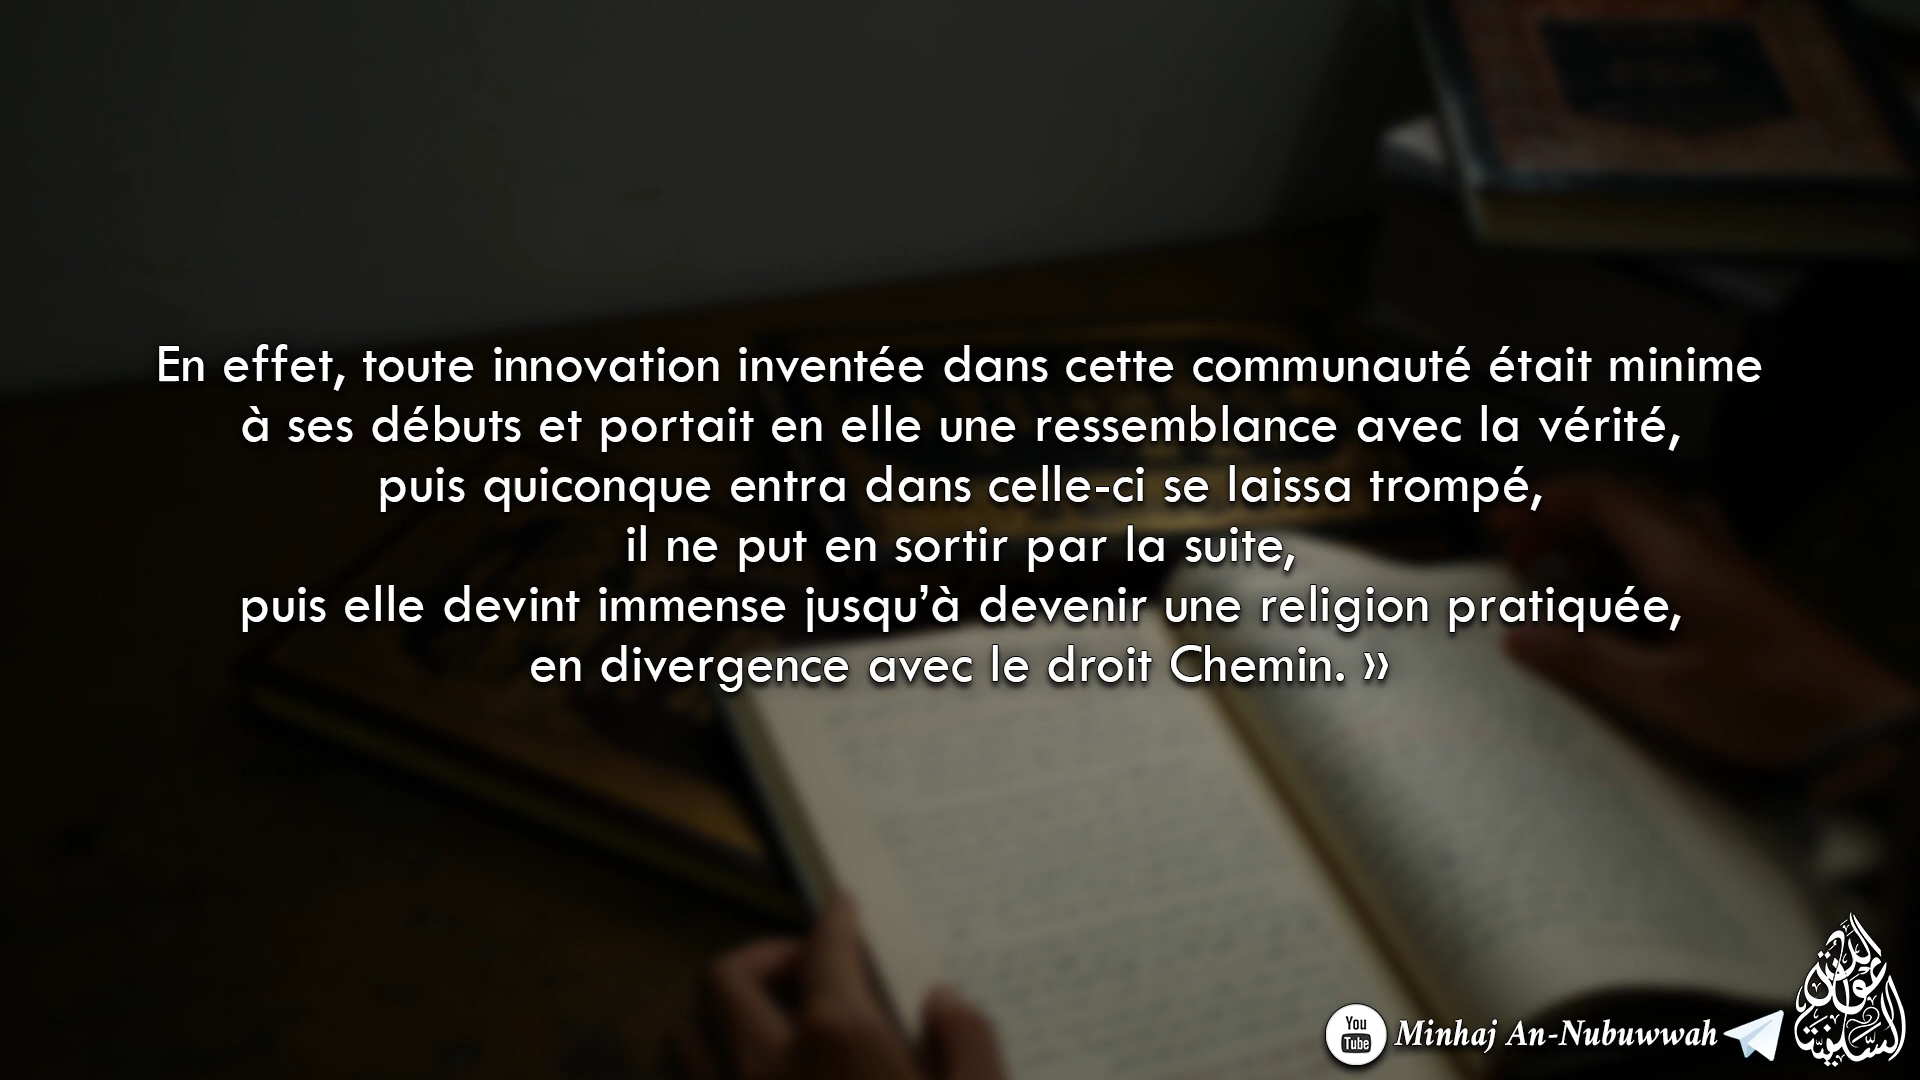 En effet, toute innovation inventée dans cette communauté était minime
à ses débuts et portait en elle une ressemblance avec la vérité,
puis quiconque entra dans celle-ci se laissa trompé,
il ne put en sortir par la suite,
puis elle devint immense jusqu’à devenir une religion pratiquée,
en divergence avec le droit Chemin. »
You
Tube
Minhaj An-Nubuwwah